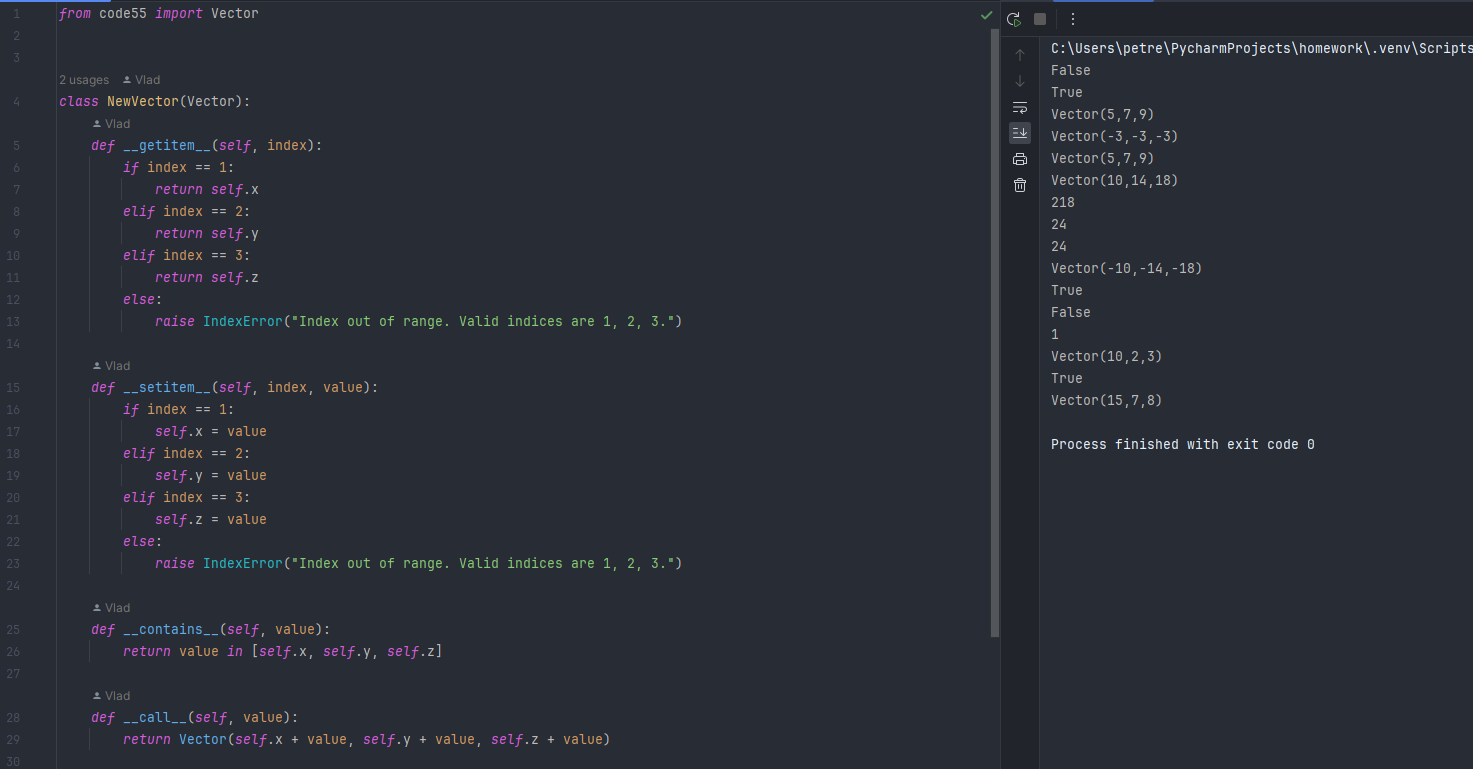 1 from code55 import Vector
2
3
2 usages Vlad
4 class NewVector(Vector):
Vlad
5 def __getitem__(self, index):
6 if index == 1:
7 return self.x
8 elif index == 2:
9 return self.y
10 elif index == 3:
11 return self.z
12 else:
13 raise IndexError("Index out of range. Valid indices are 1, 2, 3.")
14
Vlad
15 def __setitem__(self, index, value):
16 if index == 1:
17 self.x = value
18 elif index == 2:
19 self.y = value
20 elif index == 3:
21 self.z = value
22 else:
23 raise IndexError("Index out of range. Valid indices are 1, 2, 3.")
24
Vlad
25 def __contains__(self, value):
26 return value in [self.x, self.y, self.z]
27
Vlad
28 def __call__(self, value):
29 return Vector(self.x + value, self.y + value, self.z + value)
30
C:\Users\petre\PycharmProjects\homework\.venv\Scripts
False
True
Vector(5,7,9)
Vector(-3,-3,-3)
Vector(5,7,9)
Vector(10,14,18)
218
24
24
Vector(-10,-14,-18)
True
False
1
Vector(10,2,3)
True
Vector(15,7,8)
Process finished with exit code 0